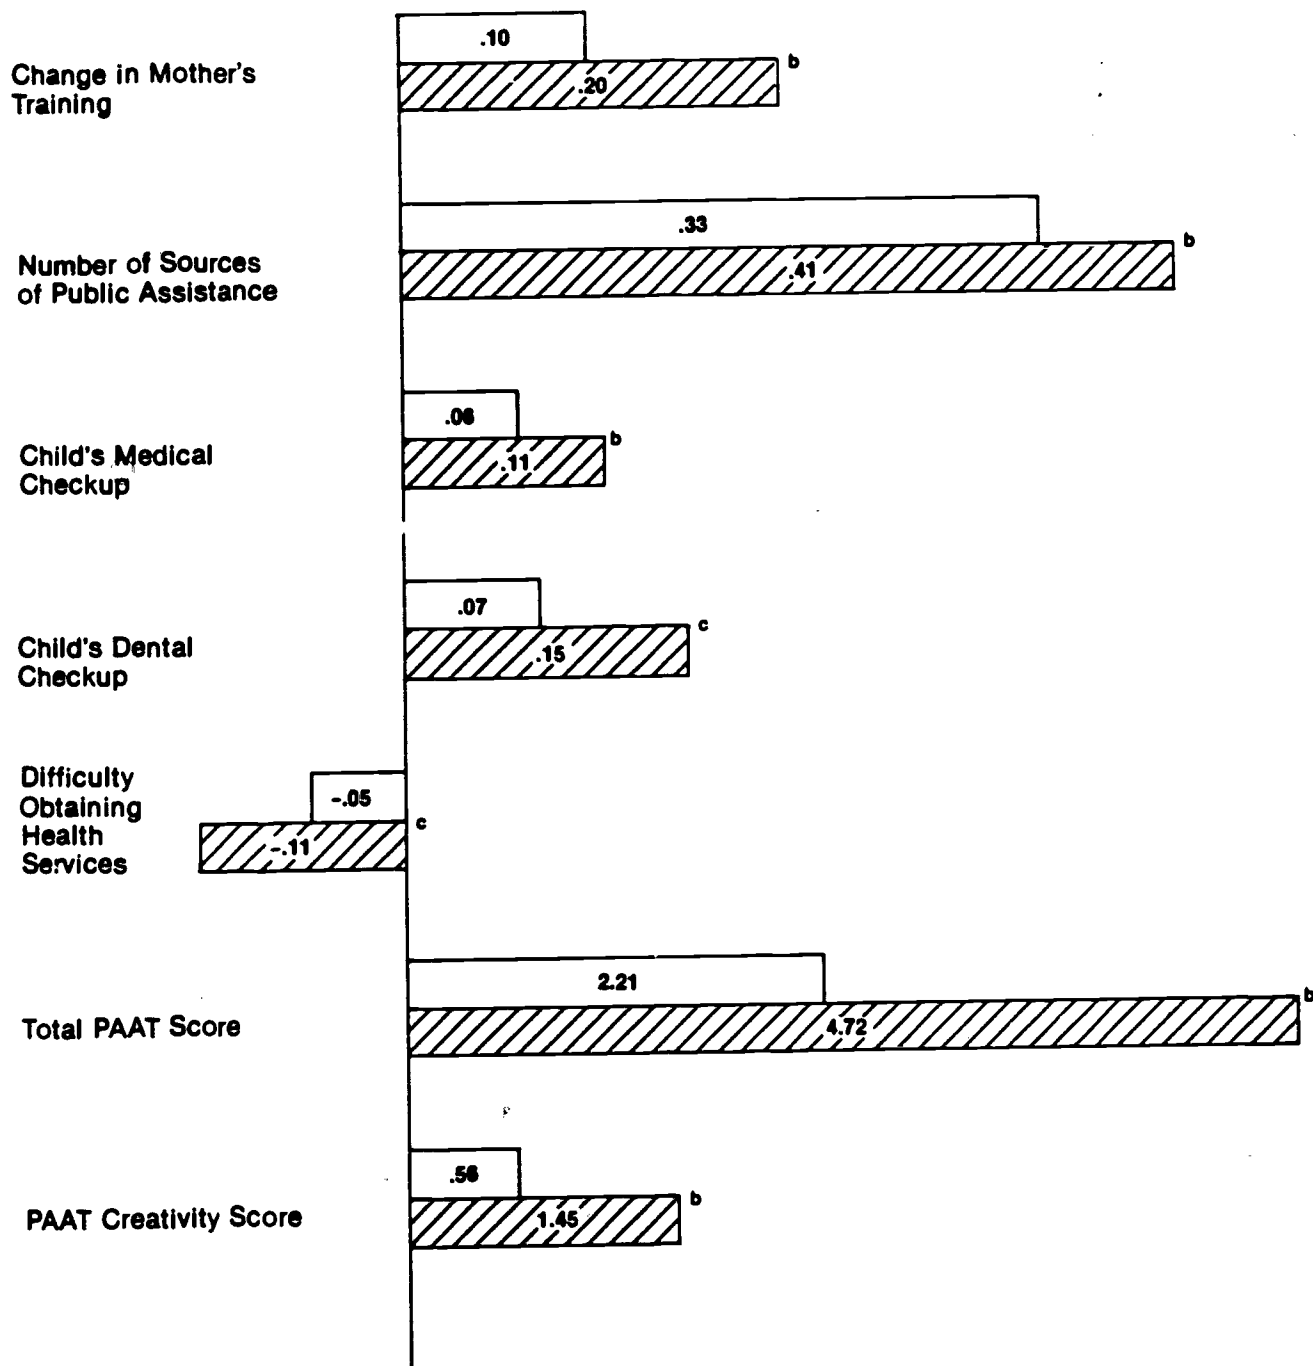 .10
Change in Mother's
Training
.20
b
.33
Number of Sources
of Public Assistance
.41
b
.06
Child's Medical
Checkup
.11
b
.07
Child's Dental
Checkup
.15
c
Difficulty
Obtaining
Health
Services
-.05
-.11
c
2.21
Total PAAT Score
4.72
b
.56
PAAT Creativity Score
1.45
b